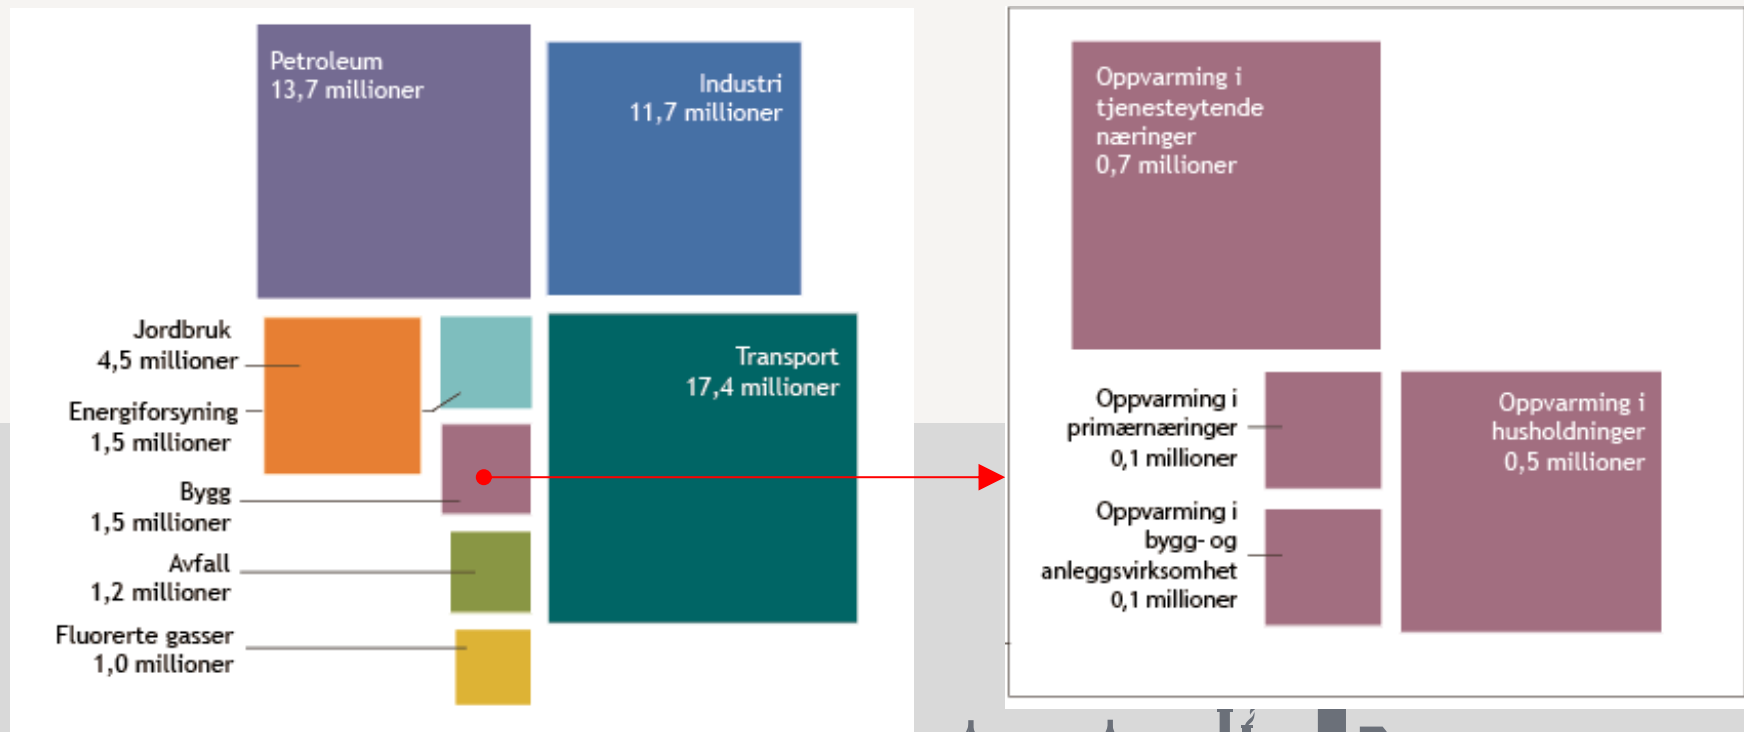 Petroleum
13,7 millioner
Industri
11,7 millioner
Jordbruk
4,5 millioner
Energiforsyning
1,5 millioner
Bygg
1,5 millioner
Avfall
1,2 millioner
Fluorerte gasser
1,0 millioner
Transport
17,4 millioner
Oppvarming i
tjenesteytende
næringer
0,7 millioner
Oppvarming i
primærnæringer
0,1 millioner
Oppvarming i
bygg- og
anleggsvirksomhet
0,1 millioner
Oppvarming i
husholdninger
0,5 millioner